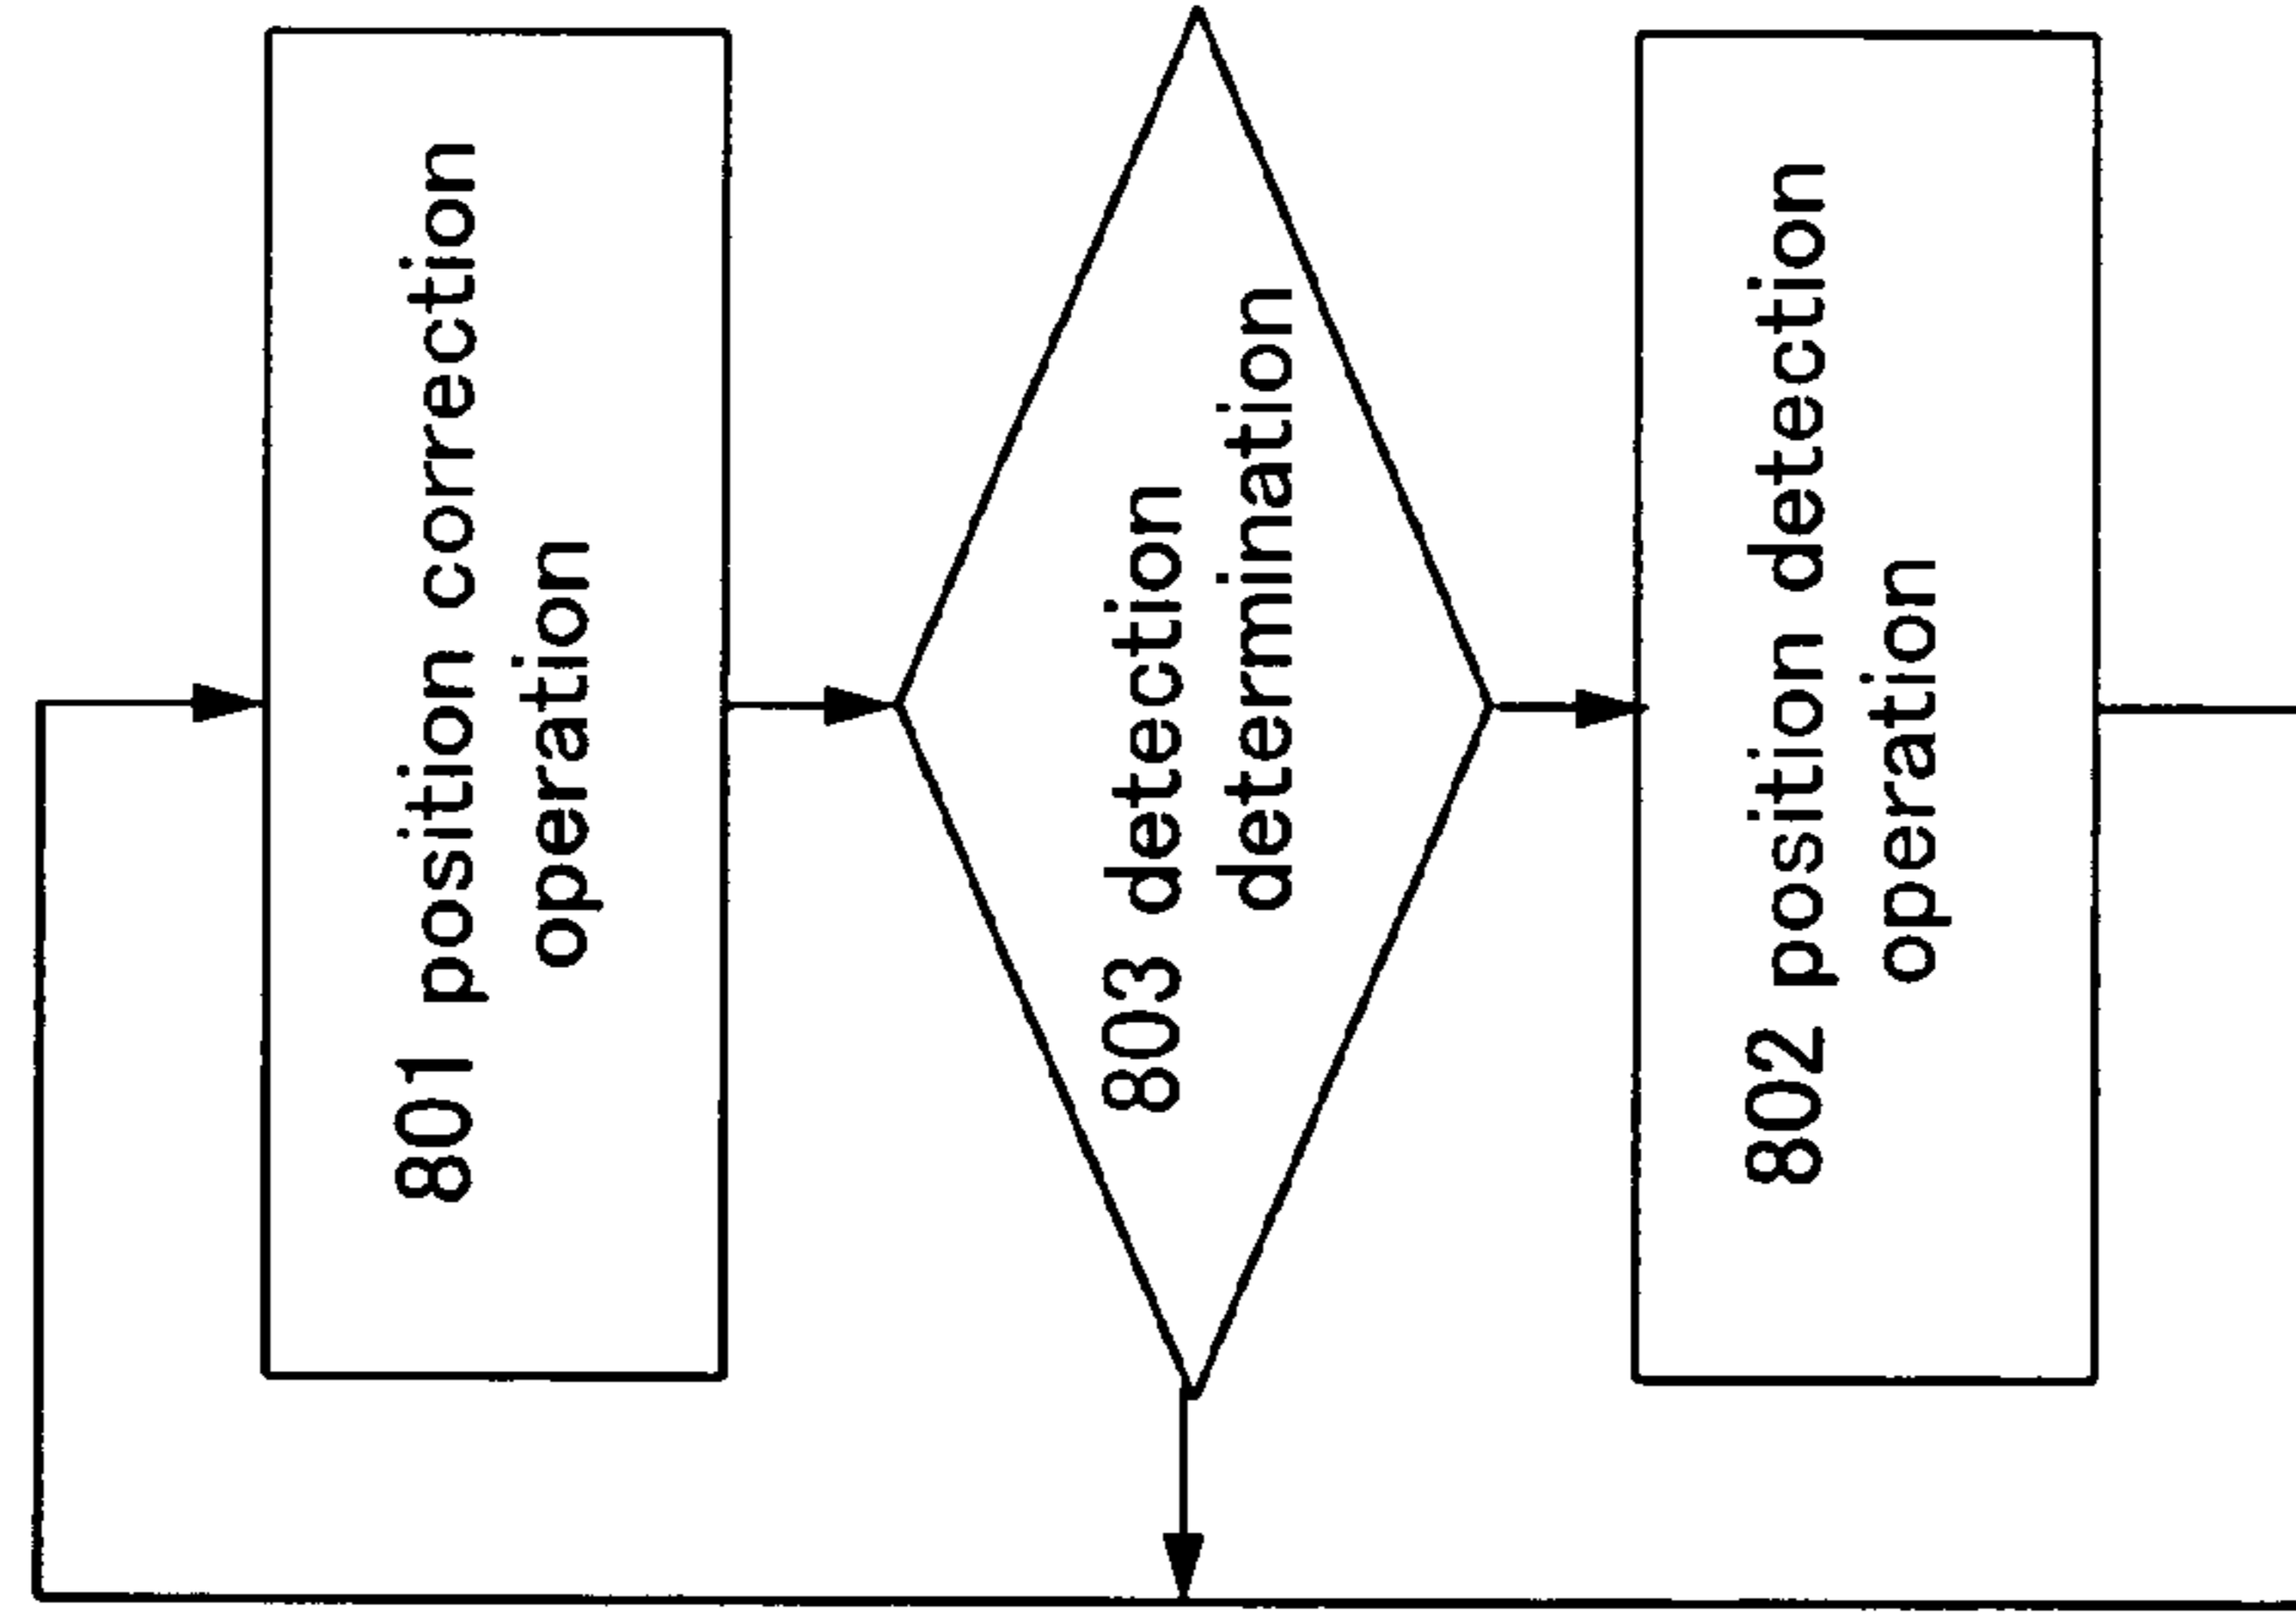 801 position correction
operation
803 detection
determination
802 position detection
operation